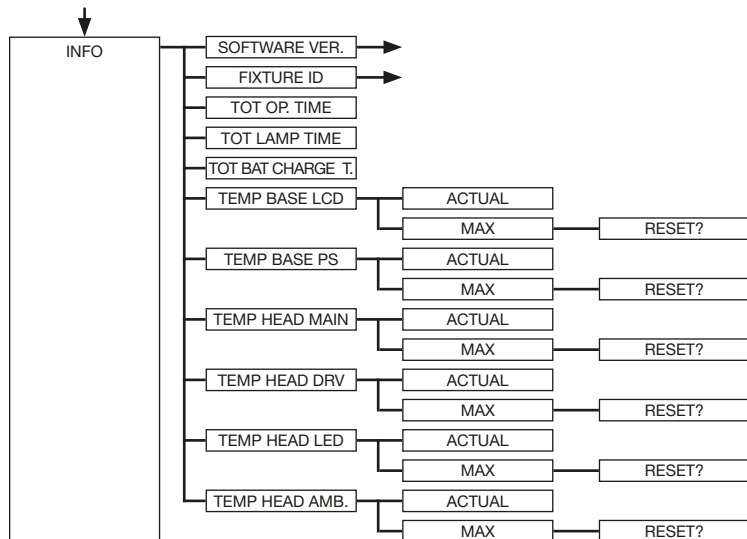 INFO
SOFTWARE VER.
FIXTURE ID
TOT OP. TIME
TOT LAMP TIME
TOT BAT CHARGE T.
TEMP BASE LCD ACTUAL
MAX RESET?
TEMP BASE PS ACTUAL
MAX RESET?
TEMP HEAD MAIN ACTUAL
MAX RESET?
TEMP HEAD DRV ACTUAL
MAX RESET?
TEMP HEAD LED ACTUAL
MAX RESET?
TEMP HEAD AMB. ACTUAL
MAX RESET?